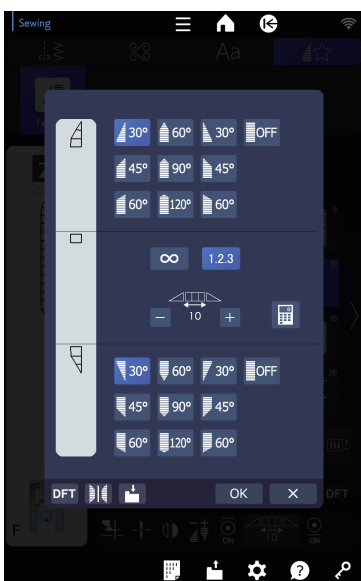 Sewing
Aa
30° 60° 30° OFF
45° 90° 45°
60° 120° 60°
∞ 1.2.3
− 10 +
30° 60° 30° OFF
45° 90° 45°
60° 120° 60°
DFT OK ×
DFT
F
ON 10 ON
?